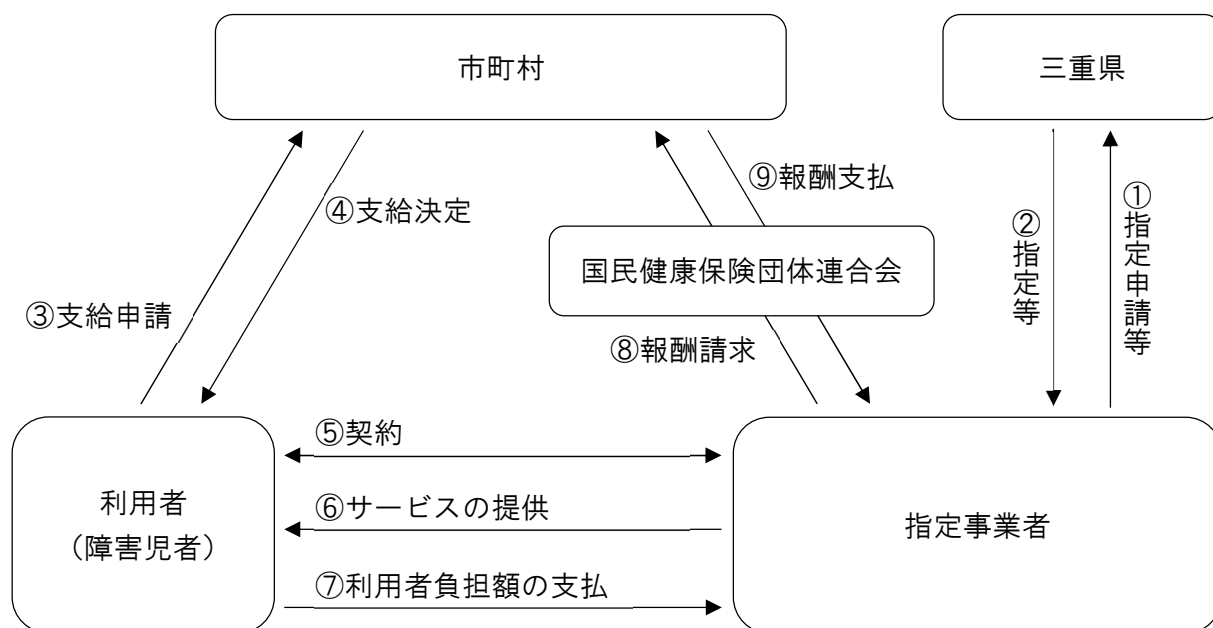 市町村
三重県
⑨報酬支払
④支給決定
①指定申請等
②指定等
国民健康保険団体連合会
③支給申請
⑧報酬請求
⑤契約
利用者
（障害児者）
⑥サービスの提供
指定事業者
⑦利用者負担額の支払